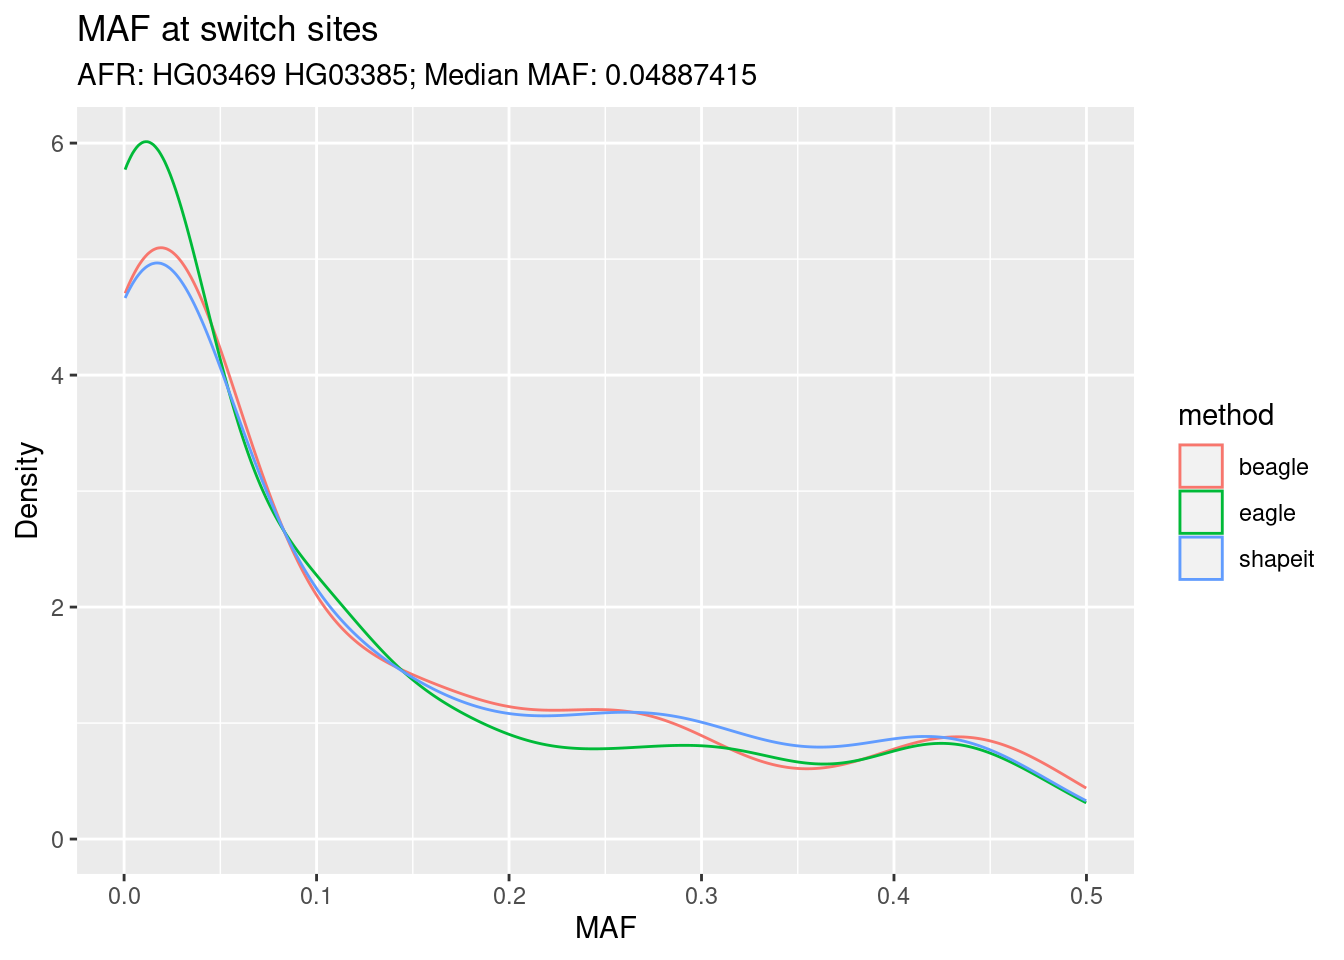 MAF at switch sites
AFR: HG03469 HG03385; Median MAF: 0.04887415
6
4
2
0
Density
0.0 0.1 0.2 0.3 0.4 0.5
MAF
method
beagle
eagle
shapeit